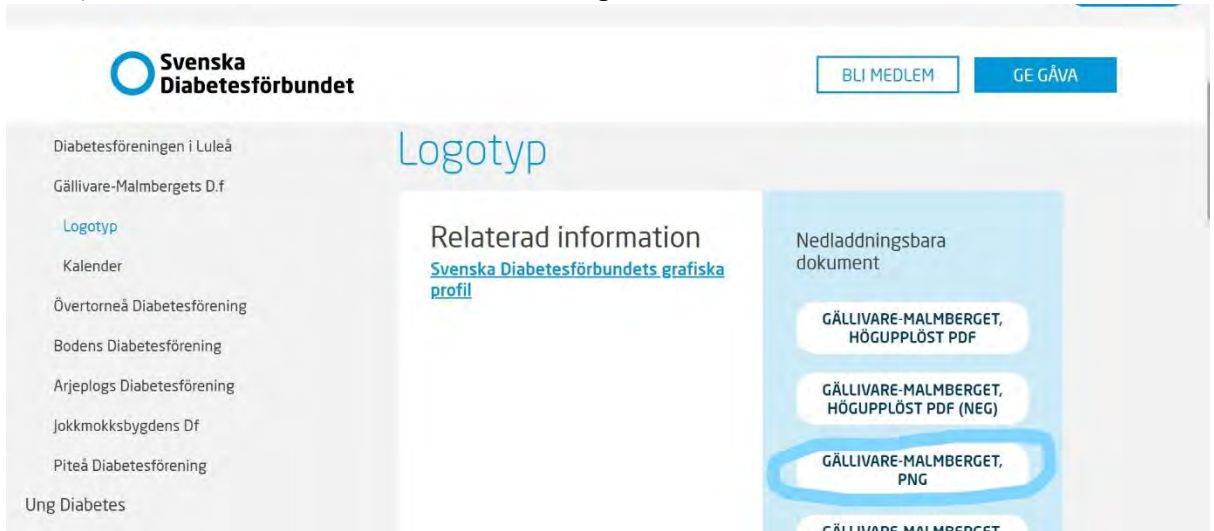 Svenska
Diabetesförbundet
BLI MEDLEM
GE GÅVA
Diabetesföreningen i Luleå
Gällivare-Malmbergets D.f
Logotyp
Kalender
Övertorneå Diabetesförening
Bodens Diabetesförening
Arjeplogs Diabetesförening
Jokkmokksbygdens Df
Piteå Diabetesförening
Ung Diabetes
Logotyp
Relaterad information
Svenska Diabetesförbundets grafiska
profil
Nedladdningsbara
dokument
GÄLLIVARE-MALMBERGET,
HÖGUPPLÖST PDF
GÄLLIVARE-MALMBERGET,
HÖGUPPLÖST PDF (NEG)
GÄLLIVARE-MALMBERGET,
PNG
GÄLLIVARE-MALMBERGET,